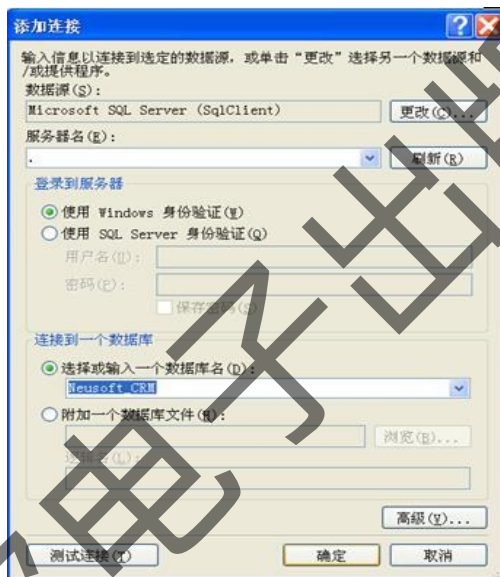 添加连接
输入信息以连接到选定的数据源，或单击“更改”选择另一个数据源和
/或提供程序。
数据源(S)：
Microsoft SQL Server (SqlClient)
更改(C)...
服务器名(E)：
.
刷新(R)
登录到服务器
使用 Windows 身份验证(W)
使用 SQL Server 身份验证(Q)
用户名(U)：
密码(P)：
保存密码(S)
连接到一个数据库
选择或输入一个数据库名(D)：
Neusoft_CRM
附加一个数据库文件(H)：
浏览(B)...
逻辑名(L)：
高级(V)...
测试连接(T)
确定
取消
电子出